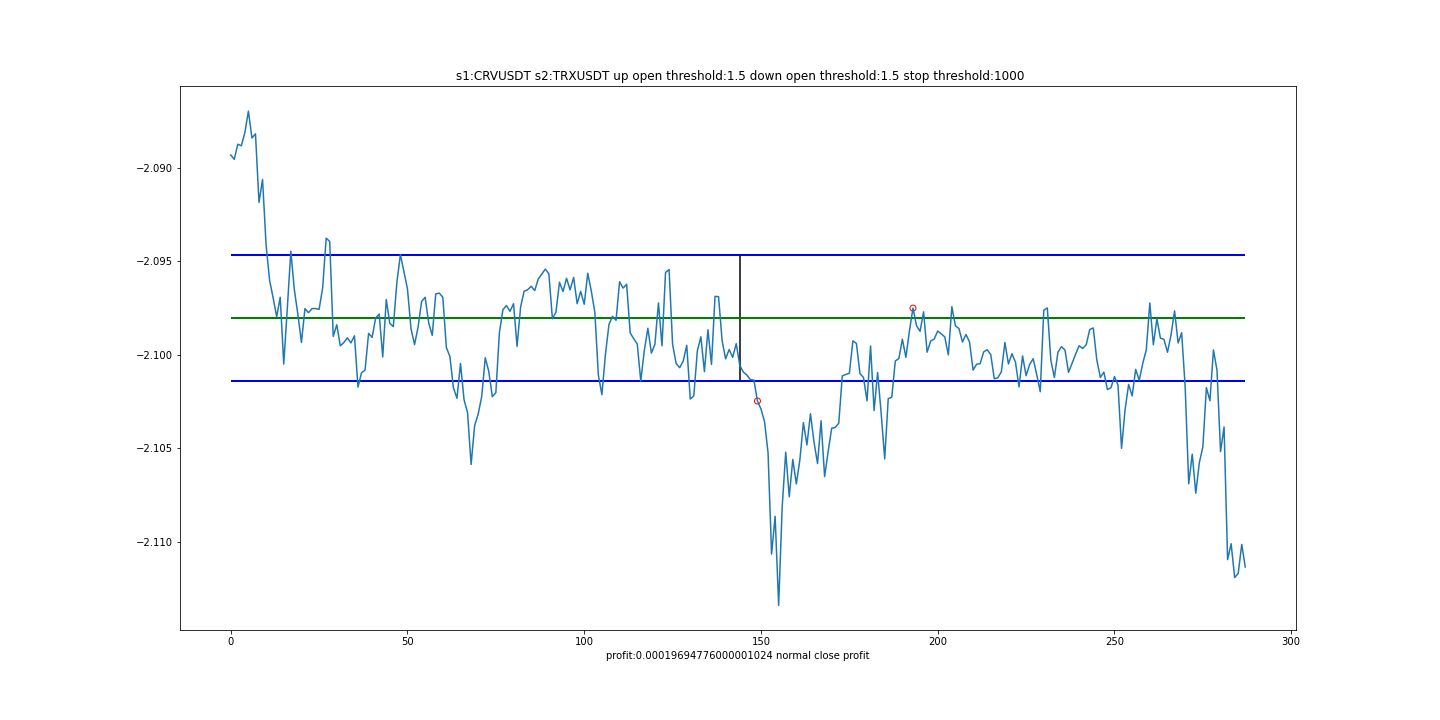 s1:CRVUSDT s2:TRXUSDT up open threshold:1.5 down open threshold:1.5 stop threshold:1000
−2.090
−2.095
−2.100
−2.105
−2.110
0 50 100 150 200 250 300
profit:0.00019694776000001024 normal close profit